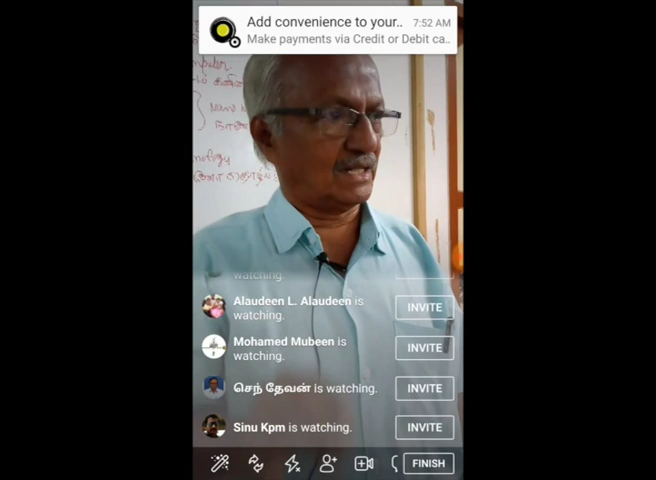 Add convenience to your..
7:52 AM
Make payments via Credit or Debit ca..
watching.
Alaudeen L. Alaudeen is
watching.
INVITE
Mohamed Mubeen is
watching.
INVITE
செந் தேவன் is watching.
INVITE
Sinu Kpm is watching.
INVITE
FINISH